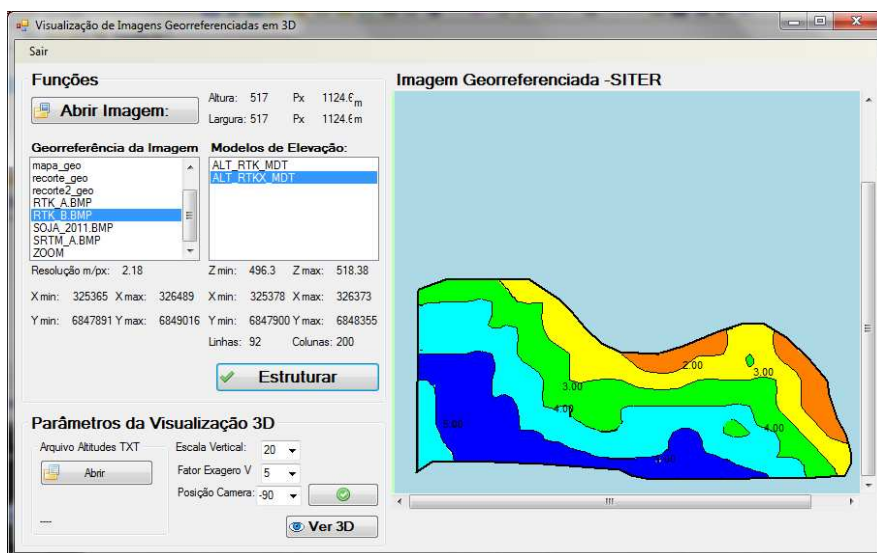 Visualização de Imagens Georreferenciadas em 3D
Sair
Funções
Abrir Imagem:
Altura: 517 Px 1124.6 m
Largura: 517 Px 1124.6 m
Georreferência da Imagem
mapa_geo
recorte_geo
recorte2_geo
RTK_A.BMP
RTK_B.BMP
SOJA_2011.BMP
SRTM_A.BMP
ZOOM
Modelos de Elevação:
ALT_RTK_MDT
ALT_RTKX_MDT
Resolução m/px: 2.18
X min: 325365 X max: 326489
Y min: 6847891 Y max: 6849016
Z min: 496.3 Z max: 518.38
X min: 325378 X max: 326373
Y min: 6847900 Y max: 6848355
Linhas: 92 Colunas: 200
Estruturar
Parâmetros da Visualização 3D
Arquivo Altitudes TXT
Abrir
----
Escala Vertical: 20
Fator Exagero V 5
Posição Camera: -90
Ver 3D
Imagem Georreferenciada -SITER
2.00
3.00
3.00
4.00
4.00